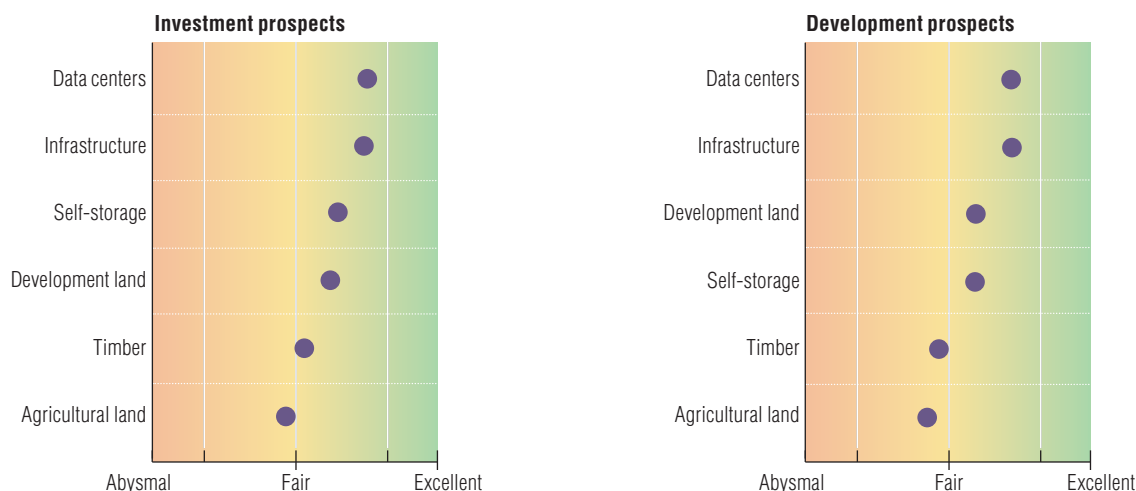 Investment prospects
Data centers
Infrastructure
Self-storage
Development land
Timber
Agricultural land
Abysmal Fair Excellent
Development prospects
Data centers
Infrastructure
Development land
Self-storage
Timber
Agricultural land
Abysmal Fair Excellent